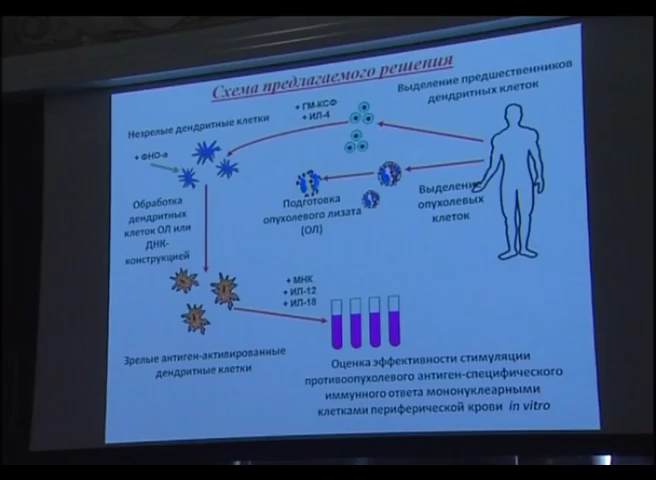 Схема предлагаемого решения
Выделение предшественников
дендритных клеток
+ ГМ-КСФ
+ ИЛ-4
Незрелые дендритные клетки
+ ФНО-α
Обработка
дендритных
клеток ОЛ или
ДНК-
конструкцией
Подготовка
опухолевого лизата
(ОЛ)
Выделение
опухолевых
клеток
+ МНК
+ ИЛ-12
+ ИЛ-18
Зрелые антиген-активированные
дендритные клетки
Оценка эффективности стимуляции
противоопухолевого антиген-специфического
иммунного ответа мононуклеарными
клетками периферической крови in vitro